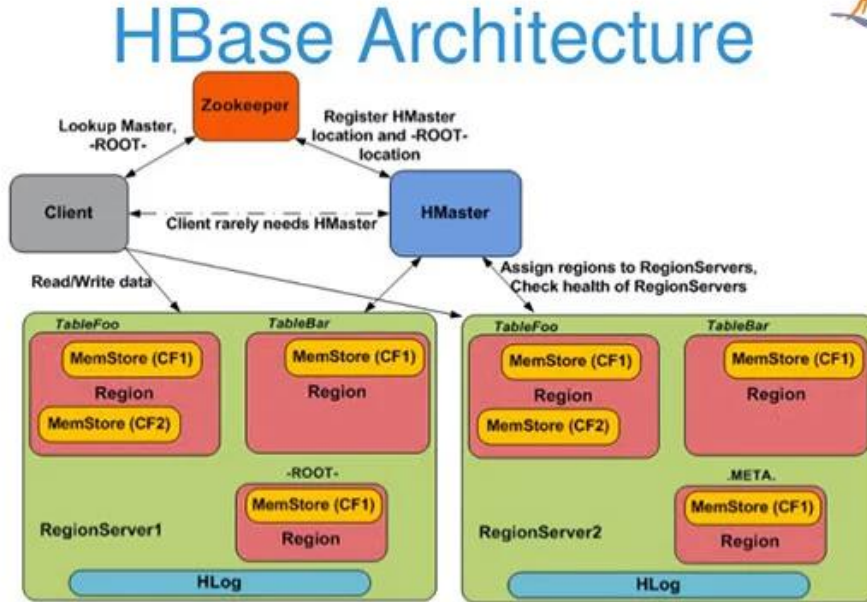 HBase Architecture
Zookeeper
Lookup Master,
-ROOT-
Register HMaster
location and -ROOT-
location
Client
Client rarely needs HMaster
HMaster
Read/Write data
Assign regions to RegionServers,
Check health of RegionServers
TableFoo
TableBar
MemStore (CF1)
Region
MemStore (CF2)
MemStore (CF1)
Region
-ROOT-
MemStore (CF1)
Region
RegionServer1
HLog
TableFoo
TableBar
MemStore (CF1)
Region
MemStore (CF2)
MemStore (CF1)
Region
.META.
MemStore (CF1)
Region
RegionServer2
HLog